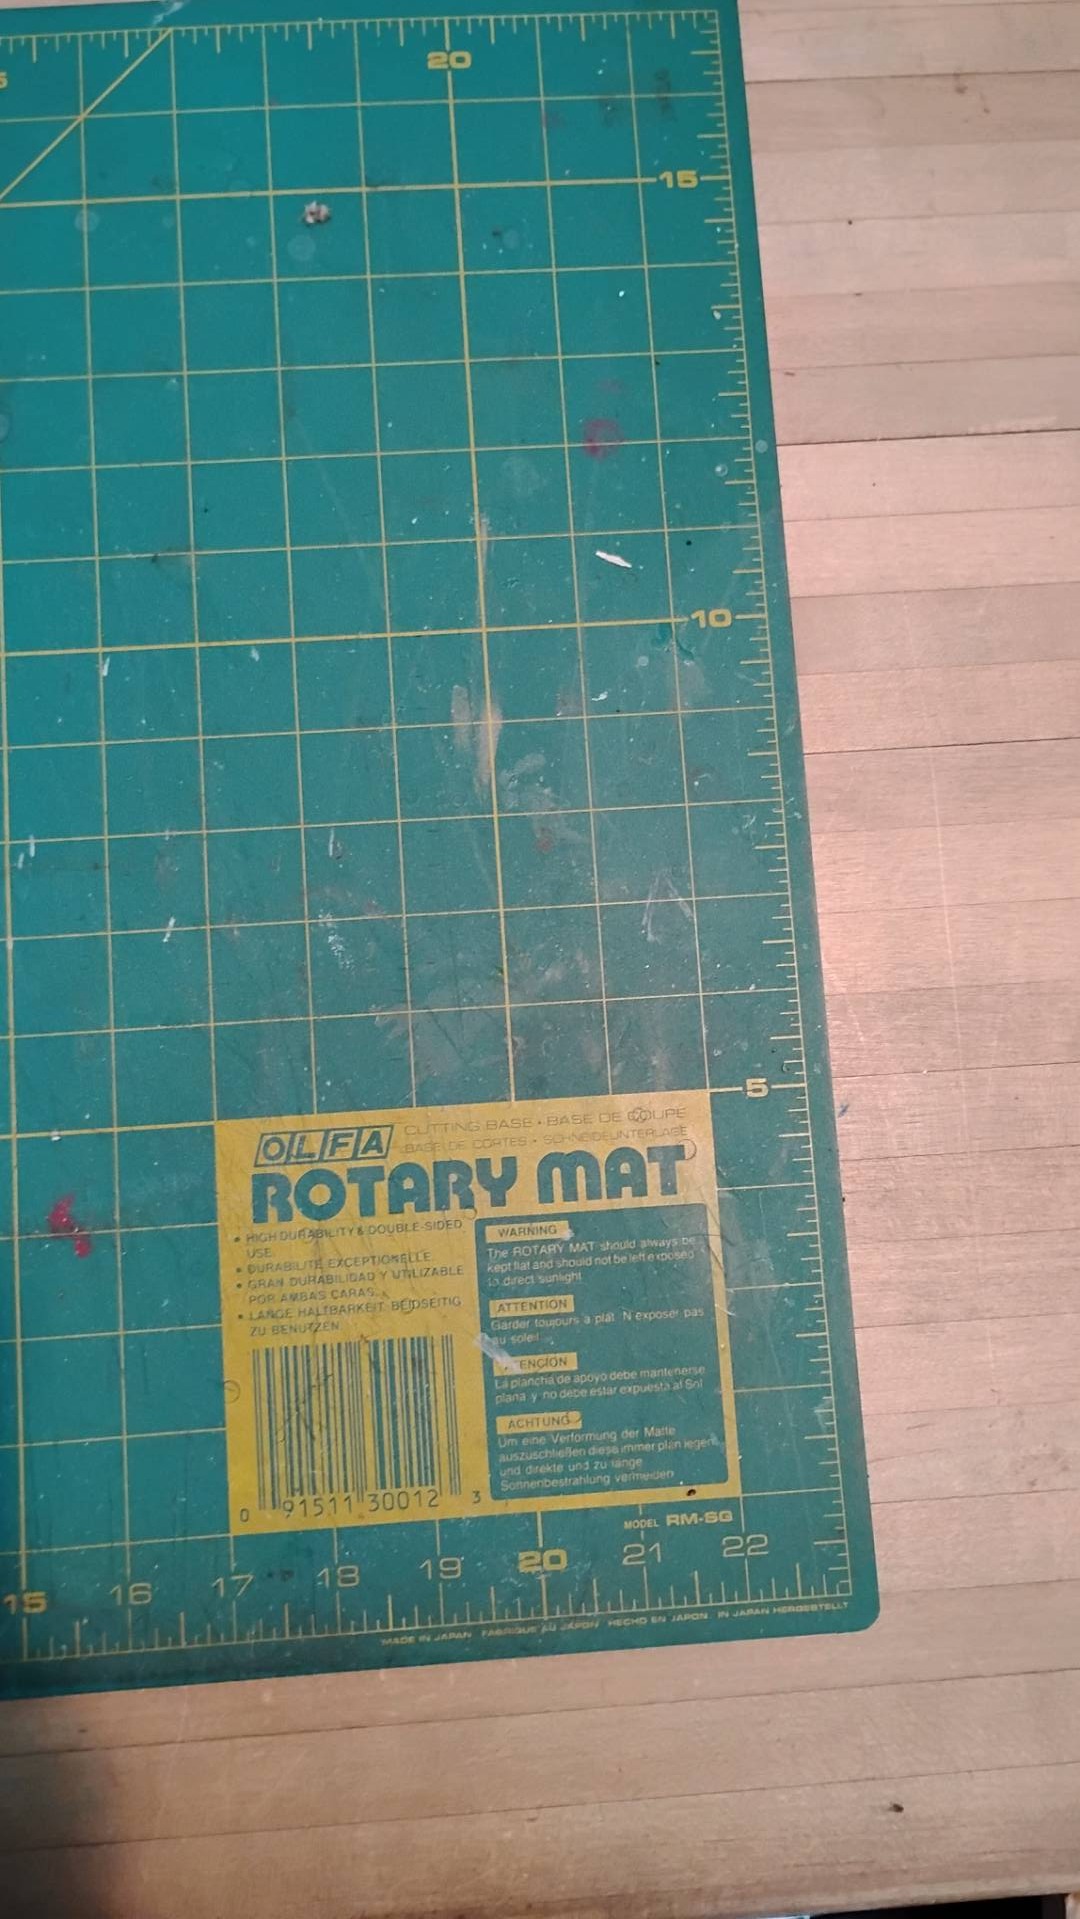 20
15
10
5
OLFA
CUTTING BASE • BASE DE COUPE
BASE DE CORTES • SCHNEIDEUNTERLAGE
ROTARY MAT
• HIGH DURABILITY & DOUBLE-SIDED
USE.
• DURABILITE EXCEPTIONELLE.
• GRAN DURABILIDAD Y UTILIZABLE
POR AMBAS CARAS.
• LANGE HALTBARKEIT, BEIDSEITIG
ZU BENUTZEN.
WARNING
The ROTARY MAT should always be
kept flat and should not be left exposed
to direct sunlight
ATTENTION
Garder toujours a plat. N exposer pas
au soleil
ATENCIÓN
La plancha de apoyo debe mantenerse
plana y no debe estar expuesta al Sol
ACHTUNG
Um eine Verformung der Matte
auszuschließen diese immer plan legen
und direkte und zu lange
Sonnenbestrahlung vermeiden
0 91511 30012 3
MODEL RM-SG
15 16 17 18 19 20 21 22
MADE IN JAPAN FABRIQUE AU JAPON HECHO EN JAPON IN JAPAN HERGESTELLT